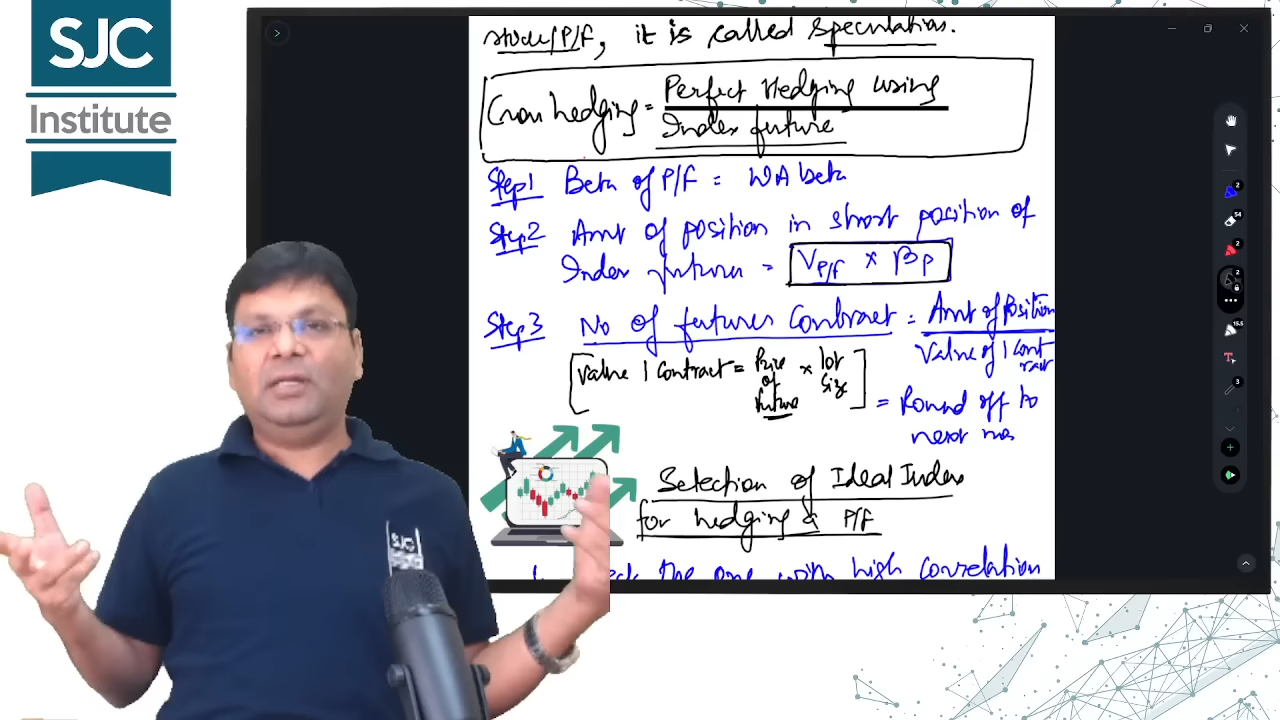 SJC
Institute
stock/P/F, it is called speculation.
Cross hedging = Perfect Hedging using
Index future
Step1 Beta of P/F = WA beta
Step2 Amt of position in short position of
Index futures = V P/F × βP
Step3 No of futures Contract = Amt of Position
Value of 1 Contract
[Value 1 Contract = Price of future × lot size]
= Round off to
next no
Selection of Ideal Index
for hedging a P/F
the one with high correlation
SJC